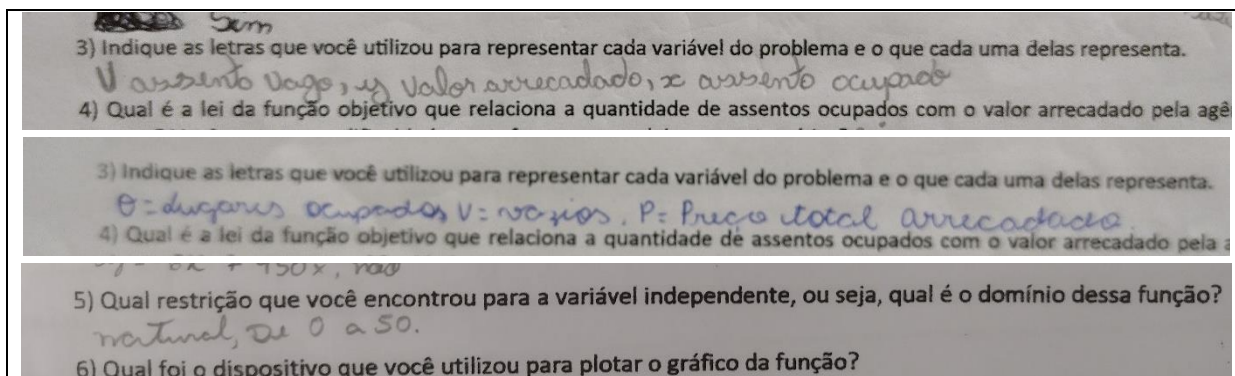 Sim
3) Indique as letras que você utilizou para representar cada variável do problema e o que cada uma delas representa.
V assento vago, y valor arrecadado, x assento ocupado
4) Qual é a lei da função objetivo que relaciona a quantidade de assentos ocupados com o valor arrecadado pela agê
3) Indique as letras que você utilizou para representar cada variável do problema e o que cada uma delas representa.
θ = lugares ocupados V = vazios. P = Preço total arrecadado.
4) Qual é a lei da função objetivo que relaciona a quantidade de assentos ocupados com o valor arrecadado pela a
+ 450x, não
5) Qual restrição que você encontrou para a variável independente, ou seja, qual é o domínio dessa função?
natural, De 0 a 50.
6) Qual foi o dispositivo que você utilizou para plotar o gráfico da função?